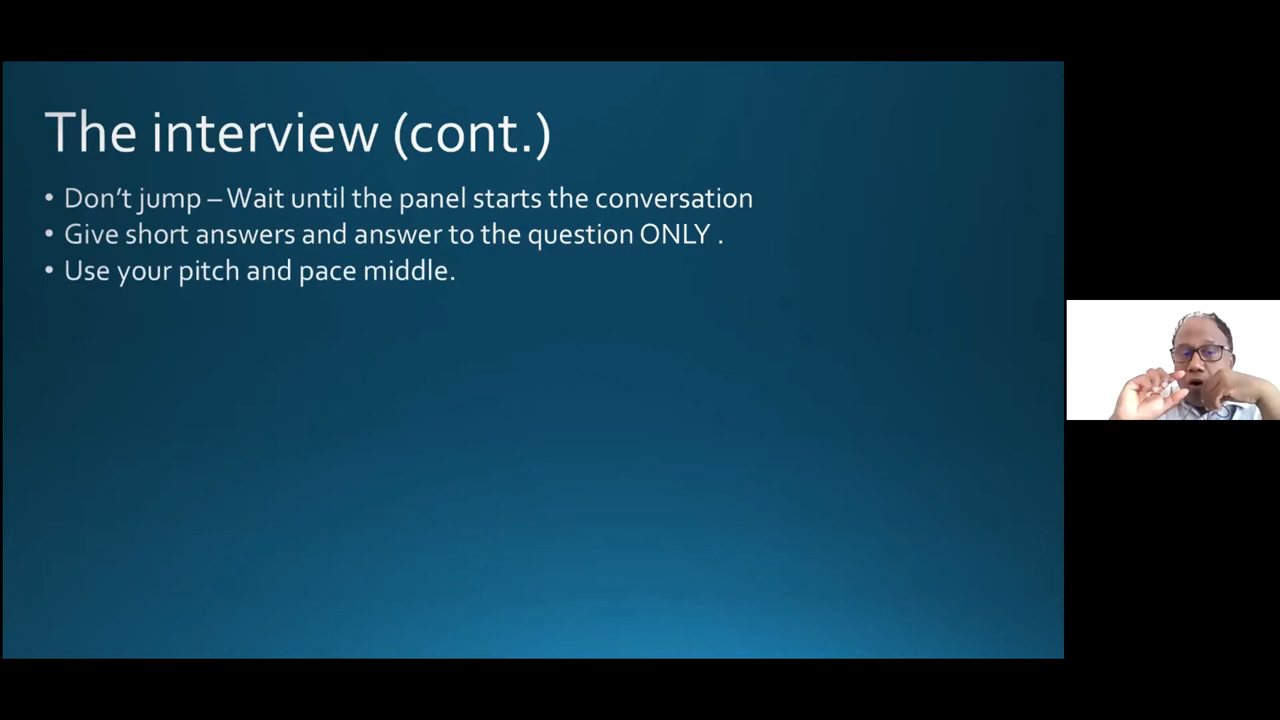 The interview (cont.)
• Don’t jump – Wait until the panel starts the conversation
• Give short answers and answer to the question ONLY .
• Use your pitch and pace middle.